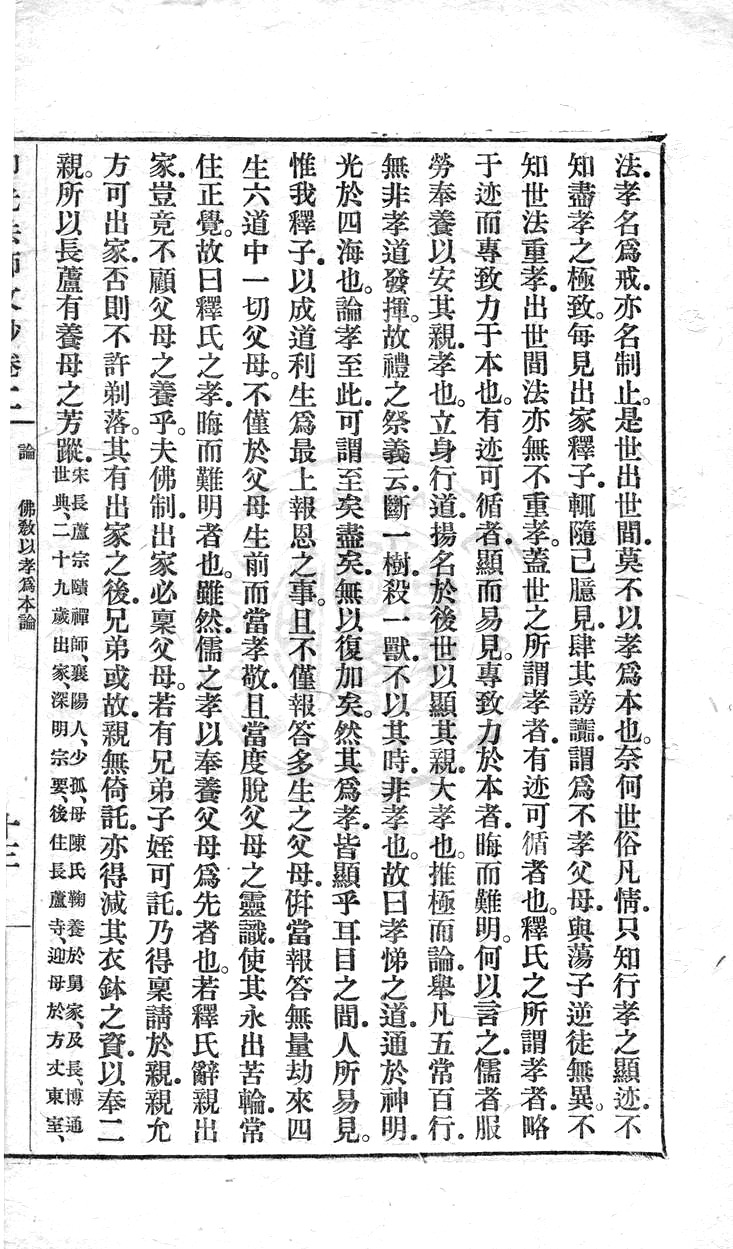 法孝名爲戒亦名制止。是世出世間莫不以孝爲本也。奈何世俗凡情只知行孝之顯迹不
知盡孝之極致。每見出家釋子輒隨己臆見肆其謗讟謂爲不孝父母與蕩子逆徒無異。不
知世法重孝出世間法亦無不重孝。蓋世之所謂孝者有迹可循者也。釋氏之所謂孝者略
于迹而專致力于本也。有迹可循者顯而易見。專致力於本者晦而難明。何以言之儒者服
勞奉養以安其親孝也。立身行道揚名於後世以顯其親大孝也。推極而論舉凡五常百行
無非孝道發揮。故禮之祭義云斷一樹殺一獸不以其時非孝也。故曰孝悌之道通於神明
光於四海也。論孝至此可謂至矣盡矣無以復加矣。然其爲孝皆顯乎耳目之間人所易見。
惟我釋子以成道利生爲最上報恩之事。且不僅報答多生之父母併當報答無量劫來四
生六道中一切父母。不僅於父母生前而當孝敬且當度脫父母之靈識使其永出苦輪常
住正覺。故曰釋氏之孝晦而難明者也。雖然儒之孝以奉養父母爲先者也。若釋氏辭親出
家豈竟不顧父母之養乎。夫佛制出家必稟父母。若有兄弟子姪可託乃得稟請於親親允
方可出家否則不許剃落。其有出家之後兄弟或故親無倚託亦得減其衣鉢之資以奉二
親。所以長蘆有養母之芳蹤宋長蘆宗賾禪師、襄陽人、少孤、母陳氏鞠養於舅家、及長、博通
世典、二十九歲出家、深明宗要、後住長蘆寺、迎母於方丈東室、
法師文鈔卷二 論 佛敎以孝爲本論 十三